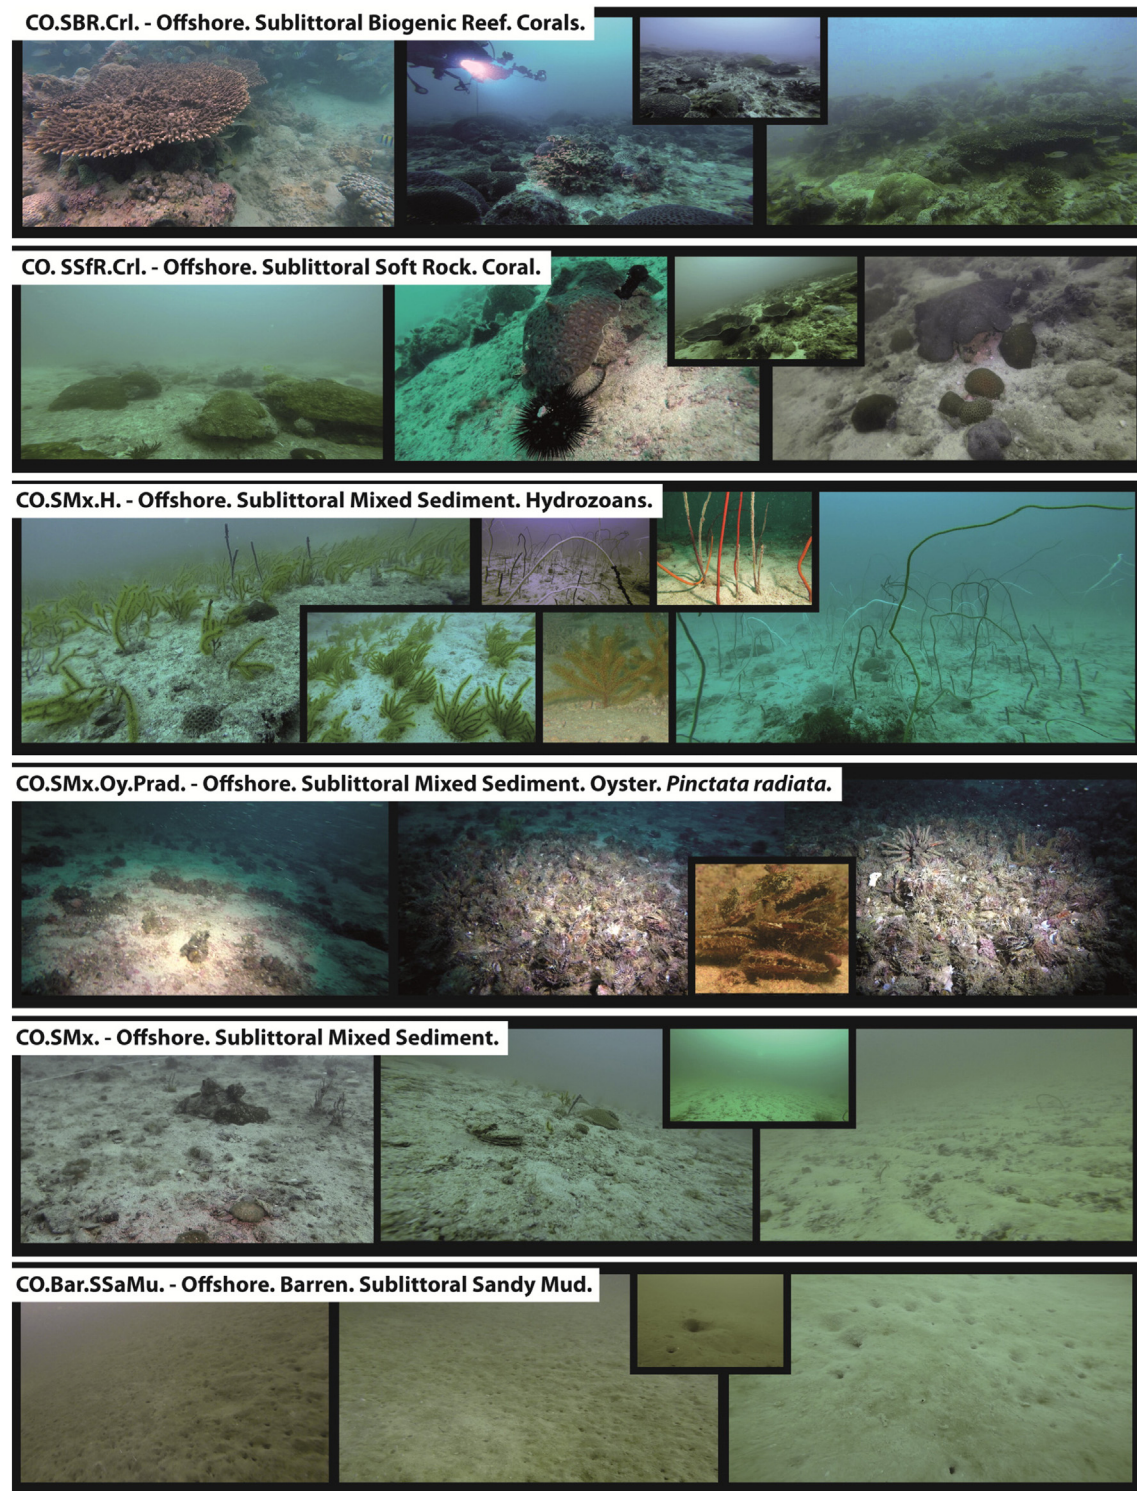 CO.SBR.Crl. - Offshore. Sublittoral Biogenic Reef. Corals.
CO. SSfR.Crl. - Offshore. Sublittoral Soft Rock. Coral.
CO.SMx.H. - Offshore. Sublittoral Mixed Sediment. Hydrozoans.
CO.SMx.Oy.Prad. - Offshore. Sublittoral Mixed Sediment. Oyster. Pinctata radiata.
CO.SMx. - Offshore. Sublittoral Mixed Sediment.
CO.Bar.SSaMu. - Offshore. Barren. Sublittoral Sandy Mud.